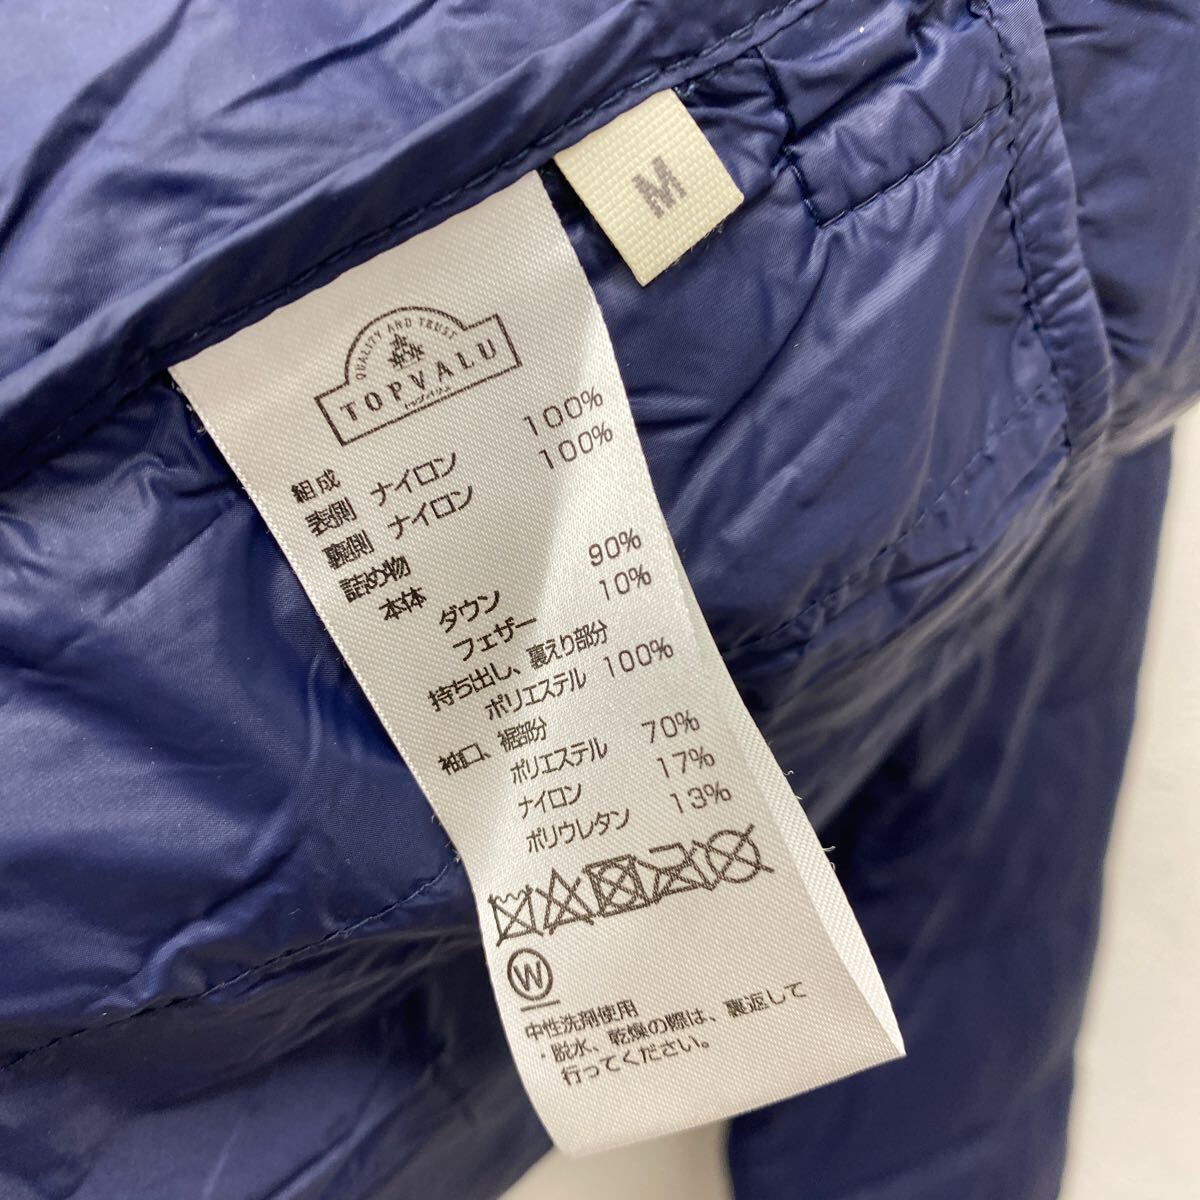 M
QUALITY AND TRUST
TOPVALU
トップバリュ
組成
表側 ナイロン 100%
裏側 ナイロン 100%
詰め物
本体 ダウン 90%
フェザー 10%
持ち出し、裏えり部分
ポリエステル 100%
袖口、裾部分
ポリエステル 70%
ナイロン 17%
ポリウレタン 13%
W
中性洗剤使用
・脱水、乾燥の際は、裏返して
行ってください。